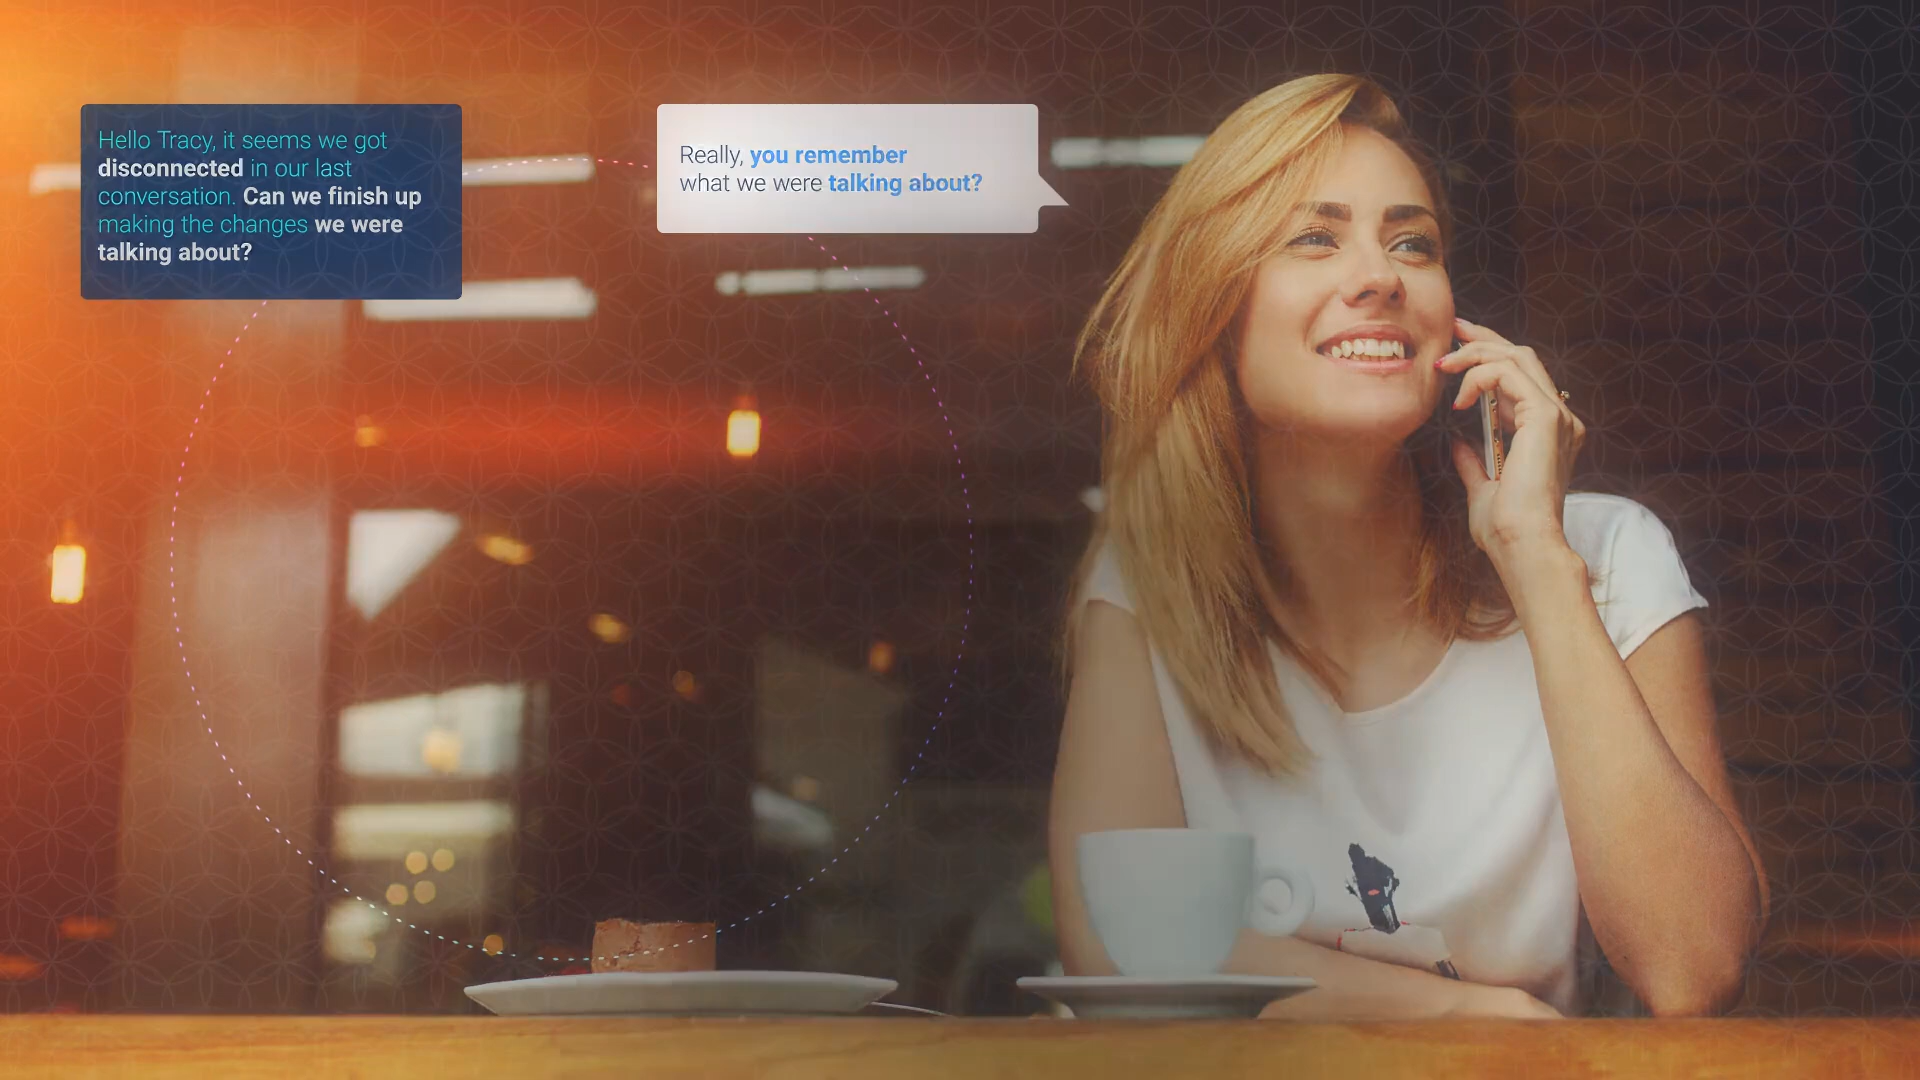 Hello Tracy, it seems we got
disconnected in our last
conversation. Can we finish up
making the changes we were
talking about?
Really, you remember
what we were talking about?